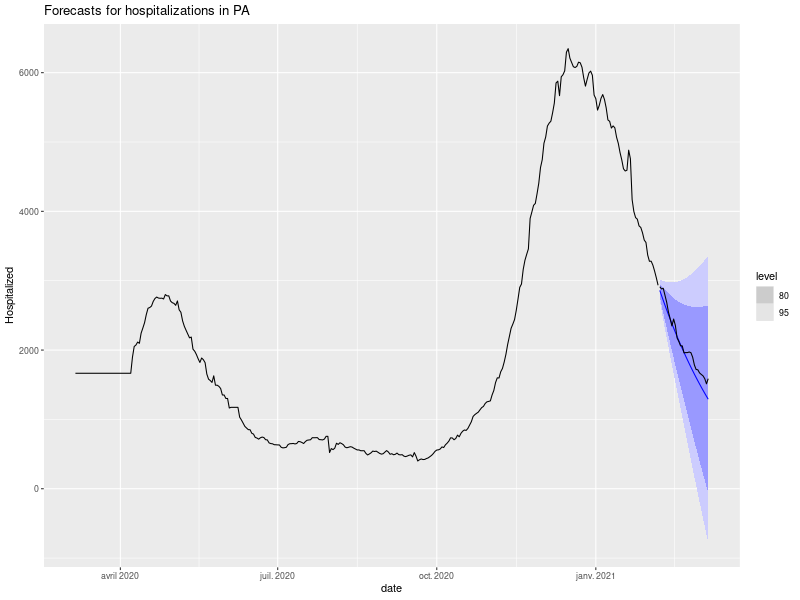 Forecasts for hospitalizations in PA
Hospitalized
6000
4000
2000
0
avril 2020
juil. 2020
oct. 2020
janv. 2021
date
level
80
95